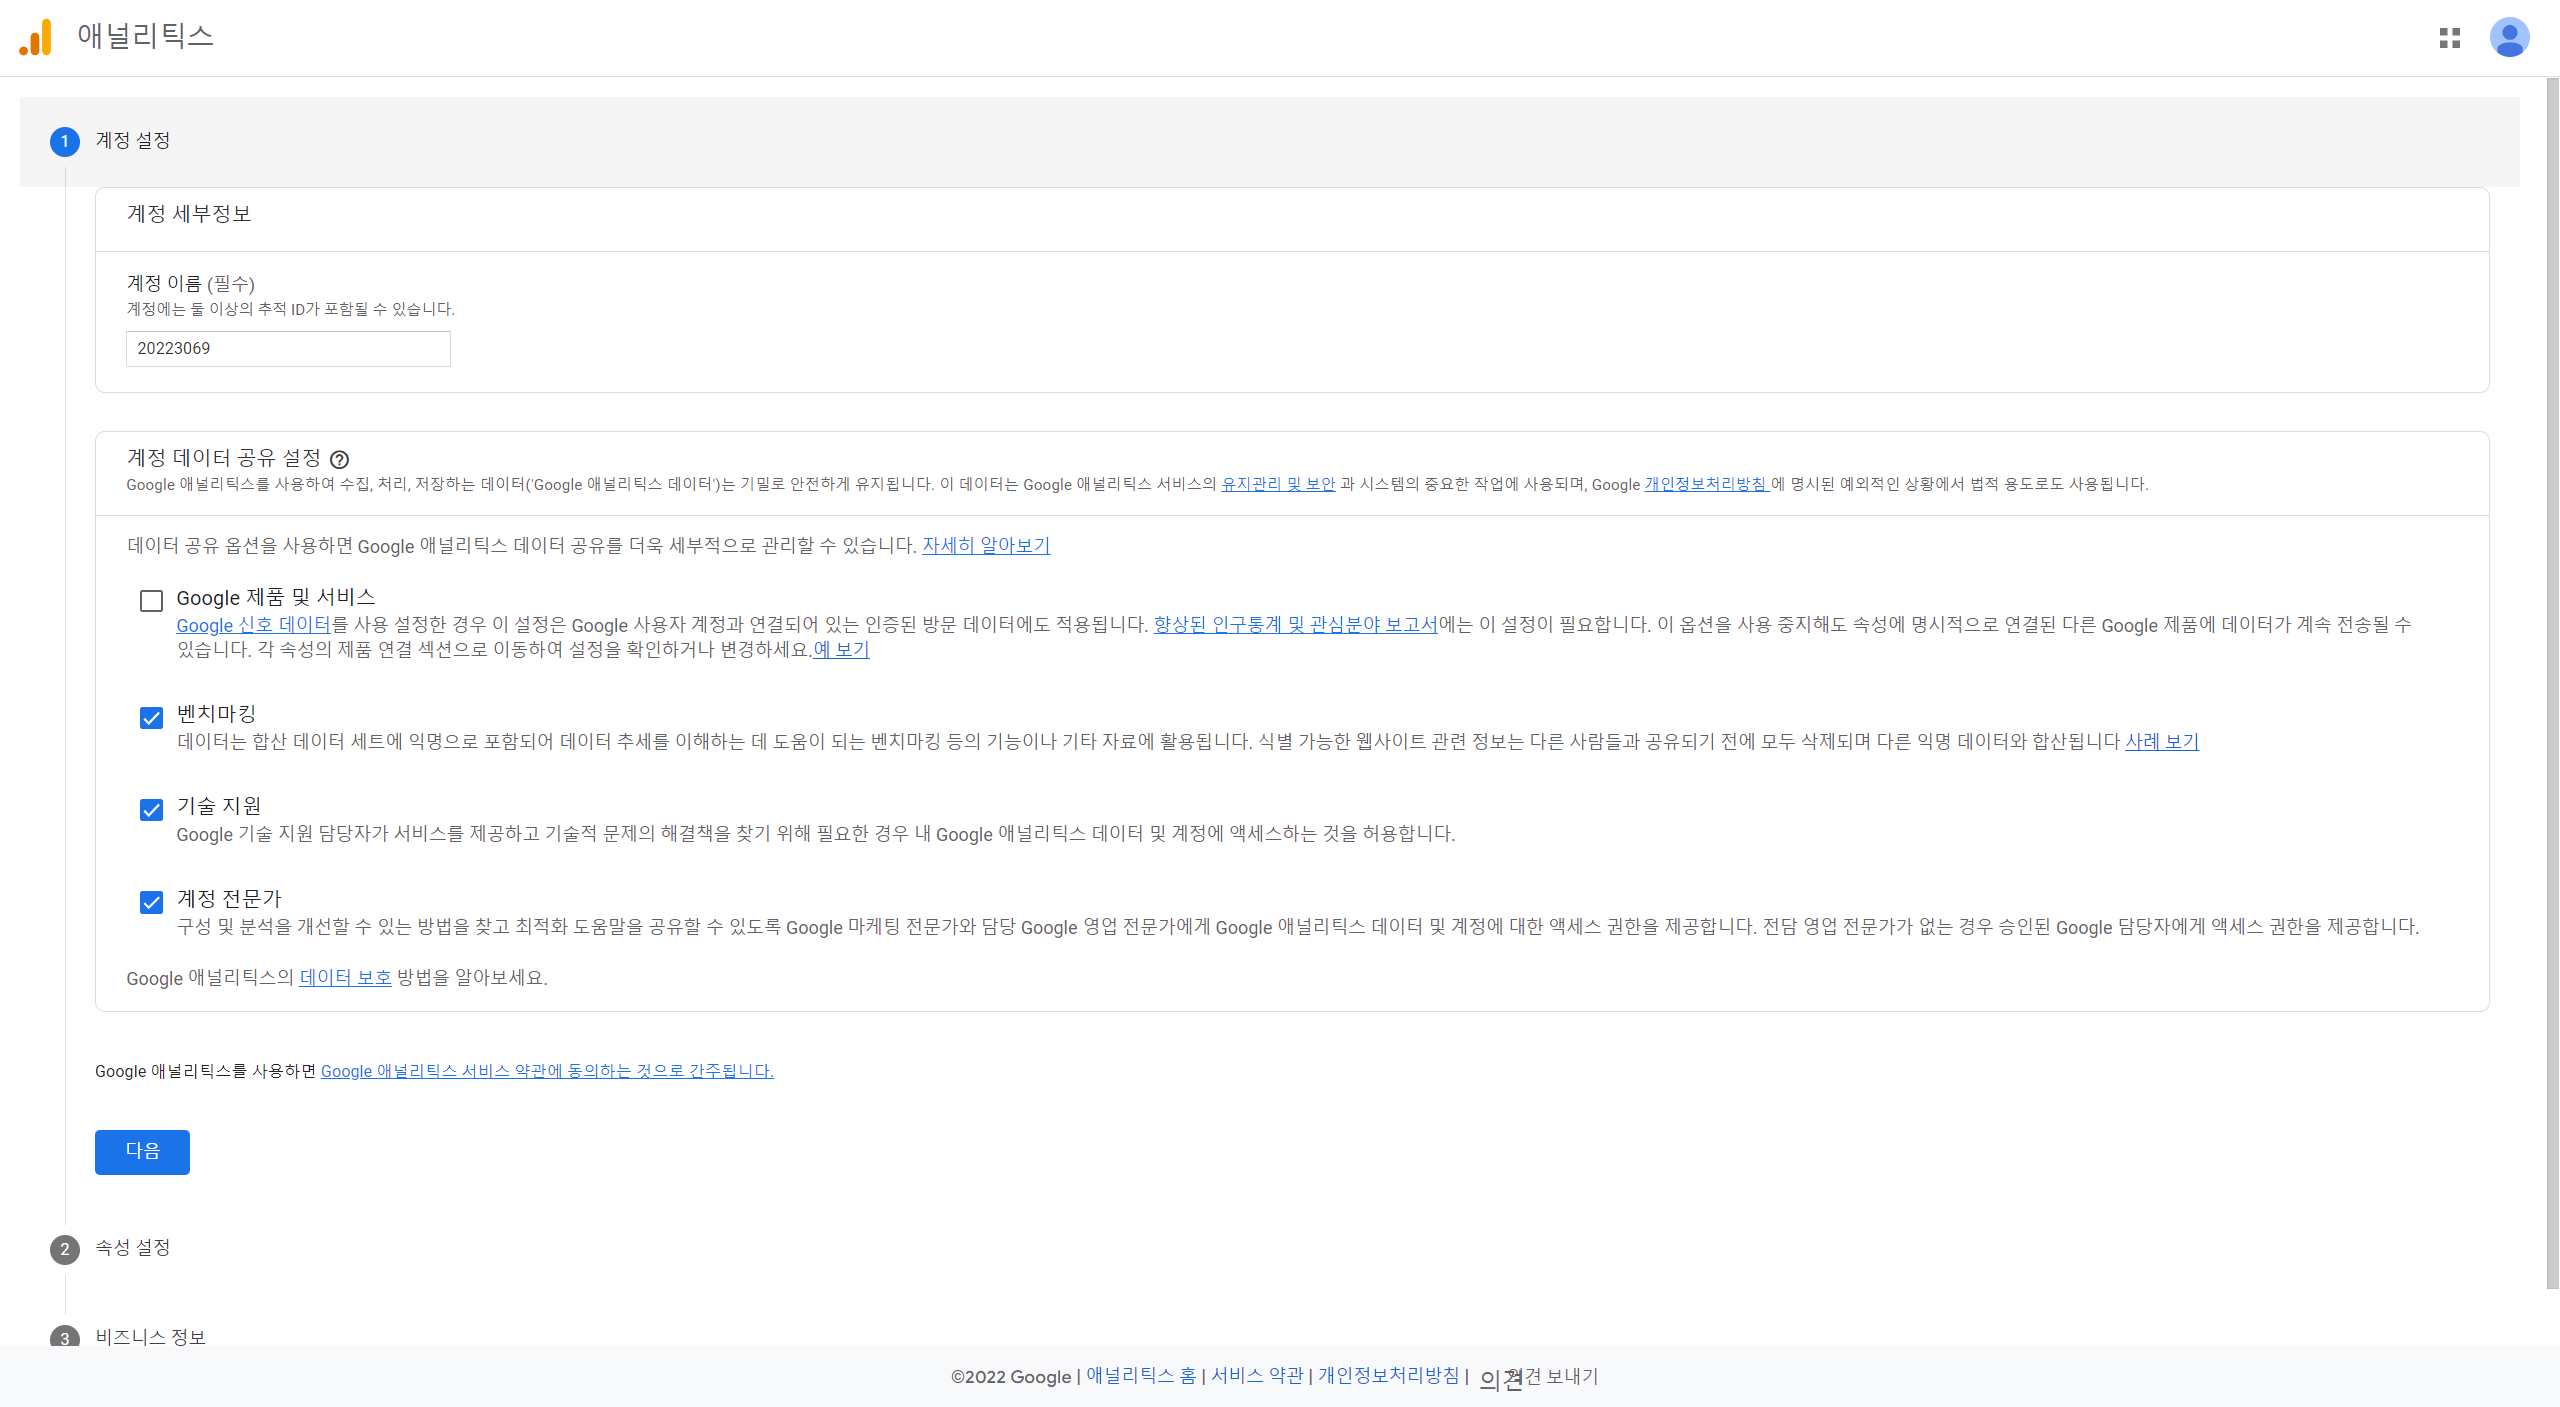 애널리틱스
1 계정 설정
계정 세부정보
계정 이름 (필수)
계정에는 둘 이상의 추적 ID가 포함될 수 있습니다.
20223069
계정 데이터 공유 설정
Google 애널리틱스를 사용하여 수집, 처리, 저장하는 데이터('Google 애널리틱스 데이터')는 기밀로 안전하게 유지됩니다. 이 데이터는 Google 애널리틱스 서비스의 유지관리 및 보안 과 시스템의 중요한 작업에 사용되며, Google 개인정보처리방침 에 명시된 예외적인 상황에서 법적 용도로도 사용됩니다.
데이터 공유 옵션을 사용하면 Google 애널리틱스 데이터 공유를 더욱 세부적으로 관리할 수 있습니다. 자세히 알아보기
Google 제품 및 서비스
Google 신호 데이터를 사용 설정한 경우 이 설정은 Google 사용자 계정과 연결되어 있는 인증된 방문 데이터에도 적용됩니다. 향상된 인구통계 및 관심분야 보고서에는 이 설정이 필요합니다. 이 옵션을 사용 중지해도 속성에 명시적으로 연결된 다른 Google 제품에 데이터가 계속 전송될 수
있습니다. 각 속성의 제품 연결 섹션으로 이동하여 설정을 확인하거나 변경하세요.예 보기
벤치마킹
데이터는 합산 데이터 세트에 익명으로 포함되어 데이터 추세를 이해하는 데 도움이 되는 벤치마킹 등의 기능이나 기타 자료에 활용됩니다. 식별 가능한 웹사이트 관련 정보는 다른 사람들과 공유되기 전에 모두 삭제되며 다른 익명 데이터와 합산됩니다 사례 보기
기술 지원
Google 기술 지원 담당자가 서비스를 제공하고 기술적 문제의 해결책을 찾기 위해 필요한 경우 내 Google 애널리틱스 데이터 및 계정에 액세스하는 것을 허용합니다.
계정 전문가
구성 및 분석을 개선할 수 있는 방법을 찾고 최적화 도움말을 공유할 수 있도록 Google 마케팅 전문가와 담당 Google 영업 전문가에게 Google 애널리틱스 데이터 및 계정에 대한 액세스 권한을 제공합니다. 전담 영업 전문가가 없는 경우 승인된 Google 담당자에게 액세스 권한을 제공합니다.
Google 애널리틱스의 데이터 보호 방법을 알아보세요.
Google 애널리틱스를 사용하면 Google 애널리틱스 서비스 약관에 동의하는 것으로 간주됩니다.
다음
2 속성 설정
3 비즈니스 정보
©2022 Google | 애널리틱스 홈 | 서비스 약관 | 개인정보처리방침 | 의견 의견 보내기